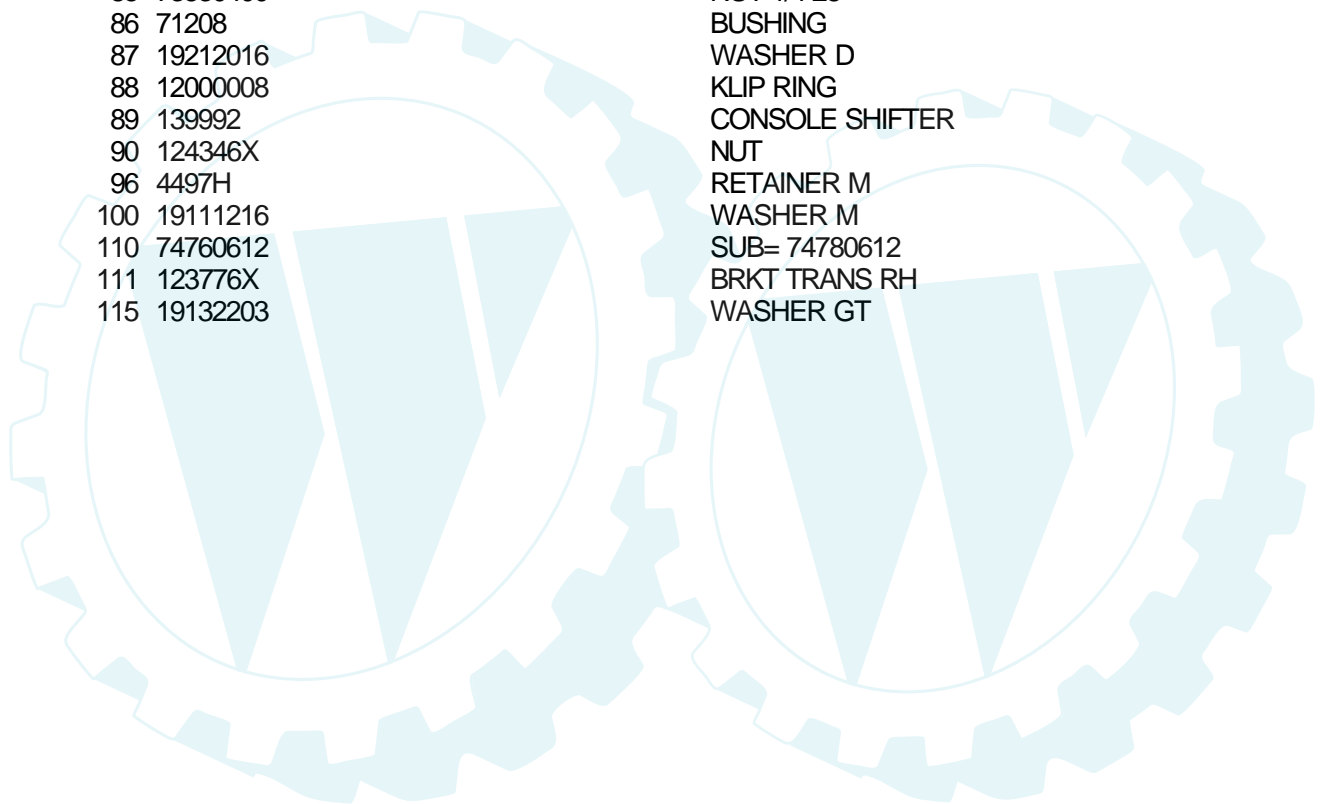 86 71208 BUSHING
87 19212016 WASHER D
88 12000008 KLIP RING
89 139992 CONSOLE SHIFTER
90 124346X NUT
96 4497H RETAINER M
100 19111216 WASHER M
110 74760612 SUB= 74780612
111 123776X BRKT TRANS RH
115 19132203 WASHER GT